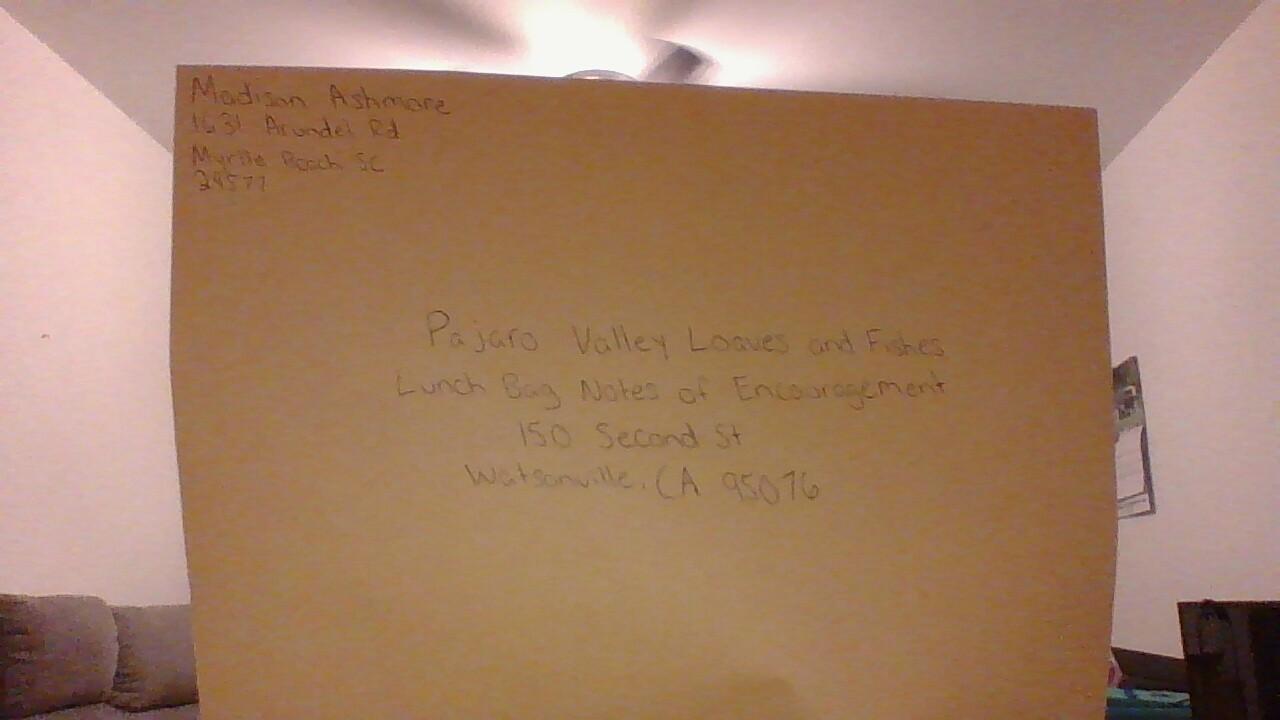 Madison Ashmore
1631 Arundel Rd
Myrtle Beach SC
29577
Pajaro Valley Loaves and Fishes
Lunch Bag Notes of Encouragement
150 Second St
Watsonville, CA 95076